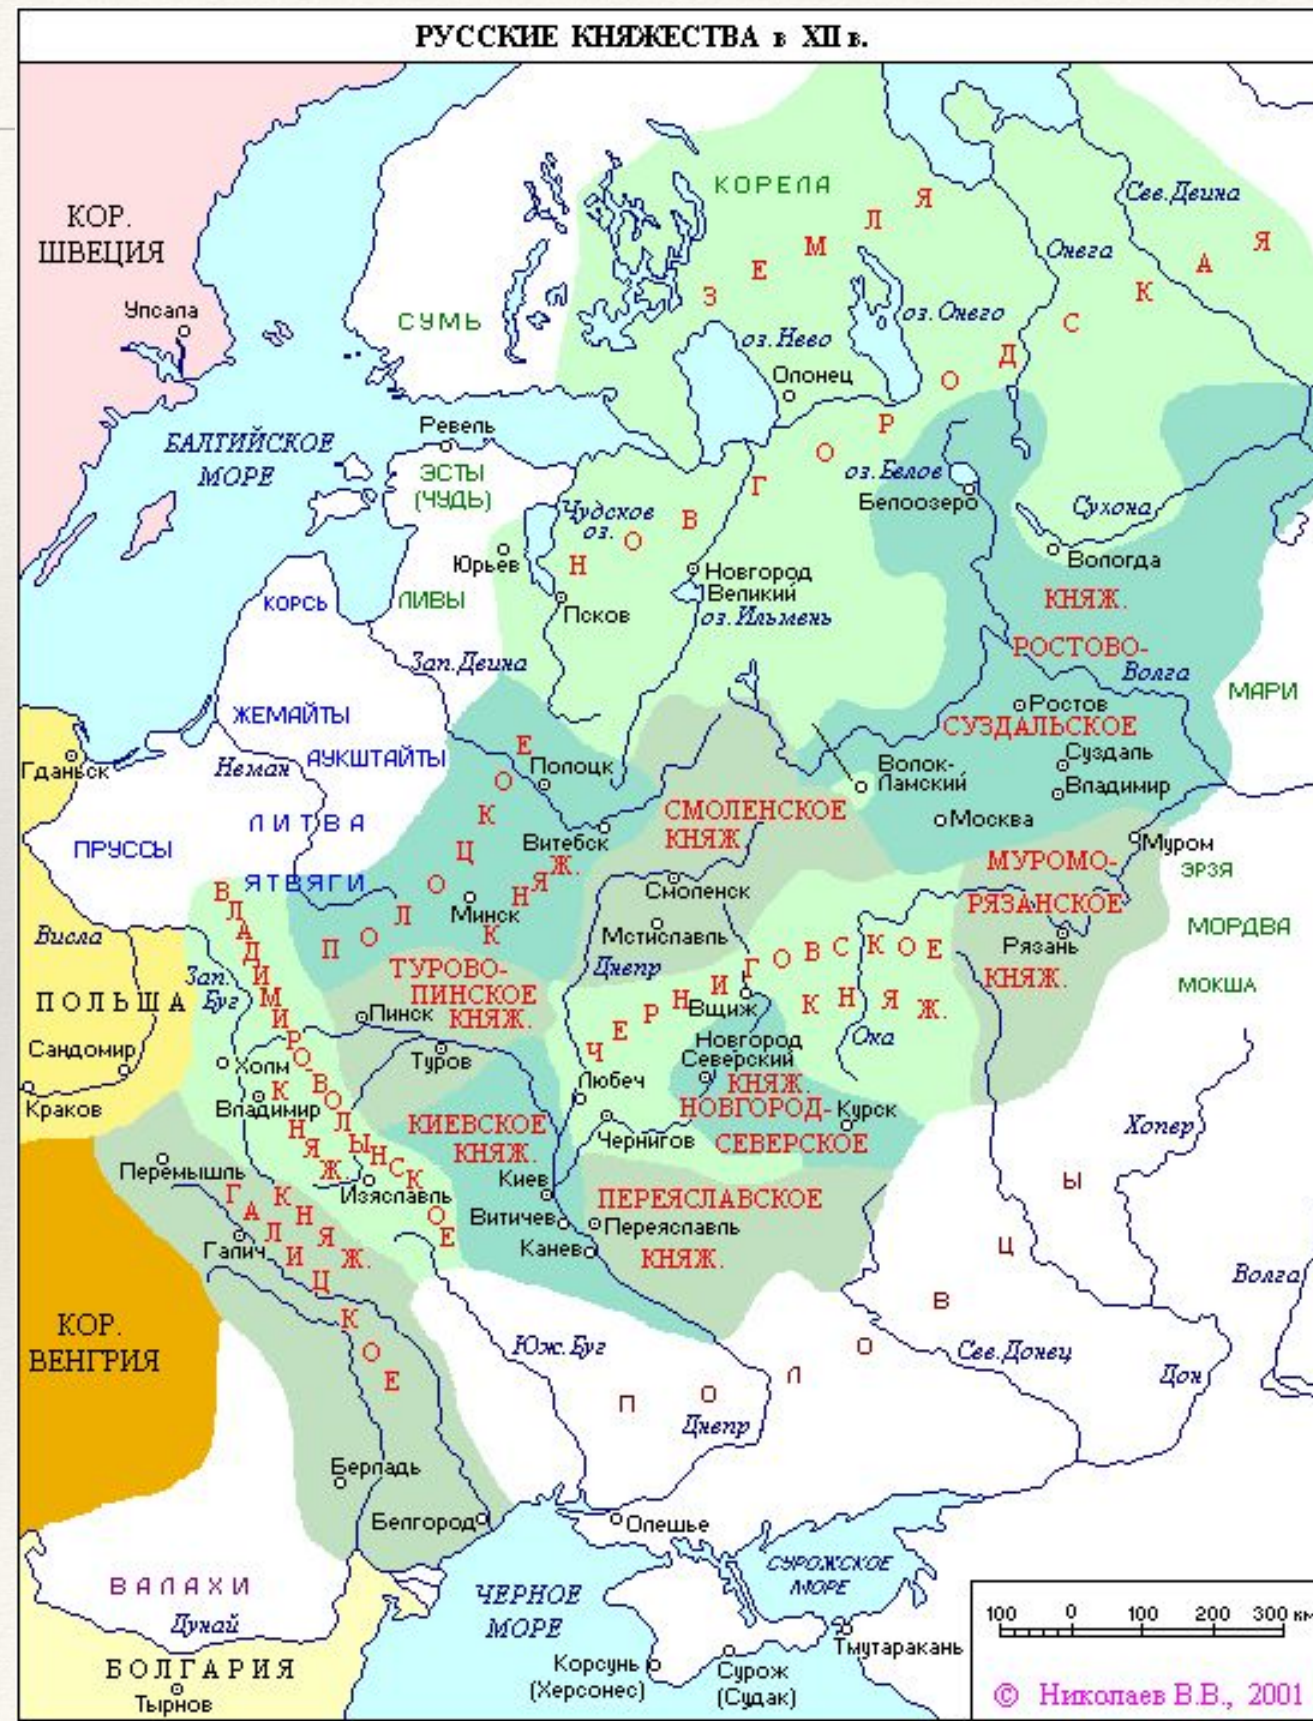 РУССКИЕ КНЯЖЕСТВА в XII в.
КОР.
ШВЕЦИЯ
Упсала
БАЛТИЙСКОЕ
МОРЕ
СУМЬ
КОРЕЛА
НОВГОРОДСКАЯ
ЗЕМЛЯ
Сев.Двина
Онега
оз.Онего
оз.Нево
Олонец
Ревель
ЭСТЫ
(ЧУДЬ)
Чудское
оз.
Юрьев
Псков
Новгород
Великий
оз.Ильмень
оз.Белое
Белоозеро
Сухона
Вологда
КОРСЬ
ЛИВЫ
Зап.Двина
КНЯЖ.
РОСТОВО-
СУЗДАЛЬСКОЕ
Волга
МАРИ
Ростов
Суздаль
Владимир
Москва
Волок-
Ламский
ЖЕМАЙТЫ
АУКШТАЙТЫ
Неман
ЛИТВА
ПРУССЫ
ЯТВЯГИ
Гданьск
Висла
ПОЛЬША
Сандомир
Краков
Зап.
Буг
ПОЛОЦКОЕ
КНЯЖ.
Полоцк
Витебск
Минск
СМОЛЕНСКОЕ
КНЯЖ.
Смоленск
Мстиславль
Днепр
МУРОМО-
РЯЗАНСКОЕ
КНЯЖ.
Муром
Рязань
ЭРЗЯ
МОРДВА
МОКША
ТУРОВО-
ПИНСКОЕ
КНЯЖ.
Пинск
Туров
ЧЕРНИГОВСКОЕ
КНЯЖ.
Вщиж
Ока
Любеч
Чернигов
Новгород
Северский
КНЯЖ.
НОВГОРОД-
СЕВЕРСКОЕ
Курск
ВЛАДИМИРОВОЛЫНСКОЕ
КНЯЖ.
Холм
Владимир
Изяславль
КИЕВСКОЕ
КНЯЖ.
Киев
Витичев
Канев
ПЕРЕЯСЛАВСКОЕ
КНЯЖ.
Переяславль
Перемышль
ГАЛИЦКОЕ
КНЯЖ.
Галич
КОР.
ВЕНГРИЯ
Берладь
Белгород
Юж.Буг
Днепр
ПОЛОВЦЫ
Сев.Донец
Дон
Хопер
Волга
Олешье
ВАЛАХИ
Дунай
БОЛГАРИЯ
Тырнов
ЧЕРНОЕ
МОРЕ
СУРОЖСКОЕ
МОРЕ
Корсунь
(Херсонес)
Сурож
(Судак)
Тмутаракань
100 0 100 200 300 км
© Николаев В.В., 2001